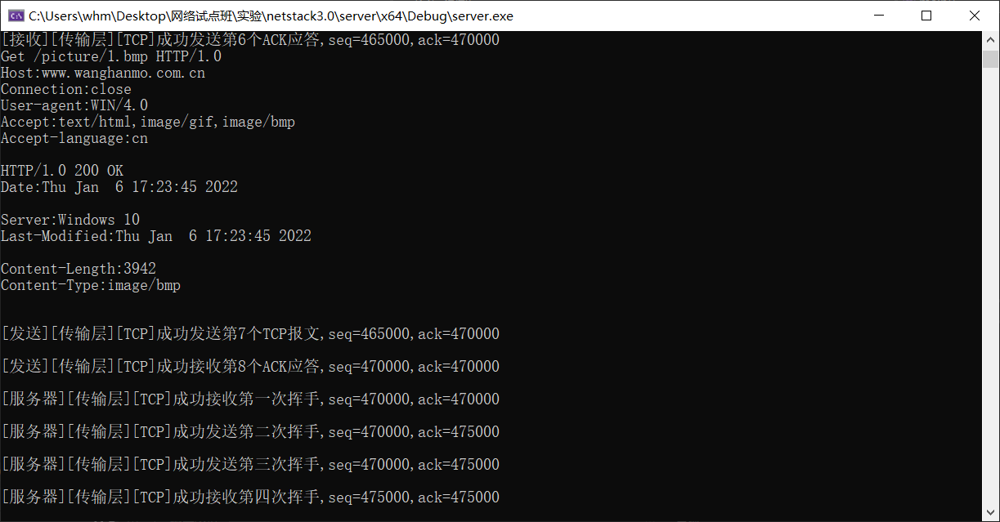 C:\Users\whm\Desktop\网络试点班\实验\netstack3.0\server\x64\Debug\server.exe
[接收][传输层][TCP]成功发送第6个ACK应答,seq=465000,ack=470000
Get /picture/1.bmp HTTP/1.0
Host:www.wanghanmo.com.cn
Connection:close
User-agent:WIN/4.0
Accept:text/html,image/gif,image/bmp
Accept-language:cn
HTTP/1.0 200 OK
Date:Thu Jan  6 17:23:45 2022
Server:Windows 10
Last-Modified:Thu Jan  6 17:23:45 2022
Content-Length:3942
Content-Type:image/bmp
[发送][传输层][TCP]成功发送第7个TCP报文,seq=465000,ack=470000
[发送][传输层][TCP]成功接收第8个ACK应答,seq=470000,ack=470000
[服务器][传输层][TCP]成功接收第一次挥手,seq=470000,ack=470000
[服务器][传输层][TCP]成功发送第二次挥手,seq=470000,ack=475000
[服务器][传输层][TCP]成功发送第三次挥手,seq=470000,ack=475000
[服务器][传输层][TCP]成功接收第四次挥手,seq=475000,ack=475000